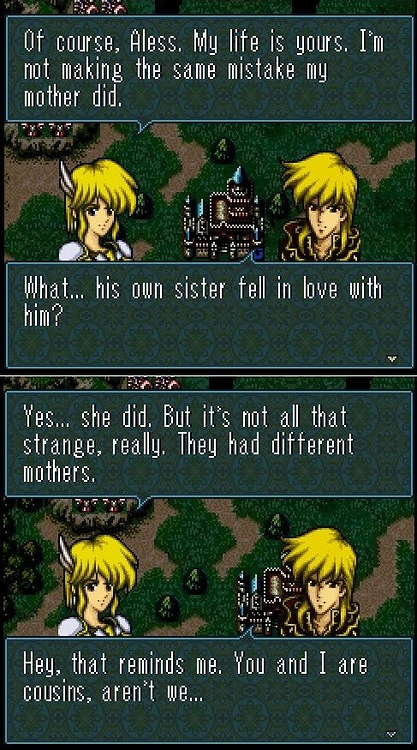 Of course, Aless. My life is yours. I'm
not making the same mistake my
mother did.
What... his own sister fell in love with
him?
Yes... she did. But it's not all that
strange, really. They had different
mothers.
Hey, that reminds me. You and I are
cousins, aren't we...